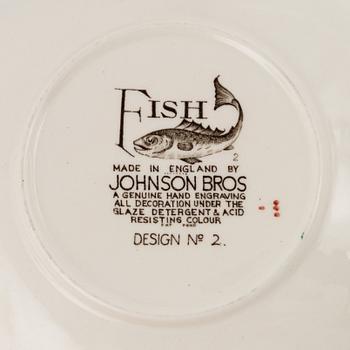 FISH
2
MADE IN ENGLAND BY
JOHNSON BROS
A GENUINE HAND ENGRAVING
ALL DECORATION UNDER THE
GLAZE DETERGENT & ACID
RESISTING COLOUR
DESIGN Nº 2.